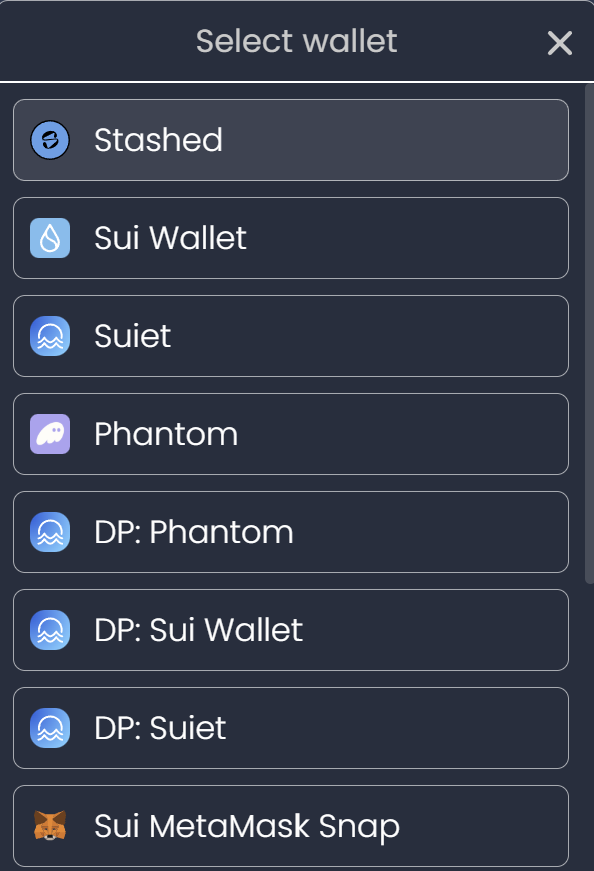 Select wallet
Stashed
Sui Wallet
Suiet
Phantom
DP: Phantom
DP: Sui Wallet
DP: Suiet
Sui MetaMask Snap